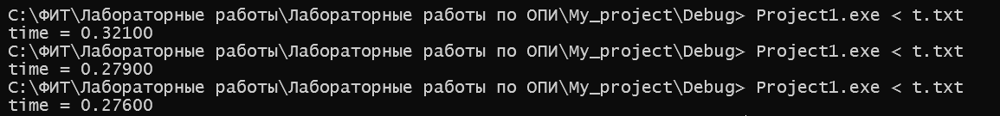 C:\ФИТ\Лабораторные работы\Лабораторные работы по ОПИ\My_project\Debug> Project1.exe < t.txt
time = 0.32100
C:\ФИТ\Лабораторные работы\Лабораторные работы по ОПИ\My_project\Debug> Project1.exe < t.txt
time = 0.27900
C:\ФИТ\Лабораторные работы\Лабораторные работы по ОПИ\My_project\Debug> Project1.exe < t.txt
time = 0.27600